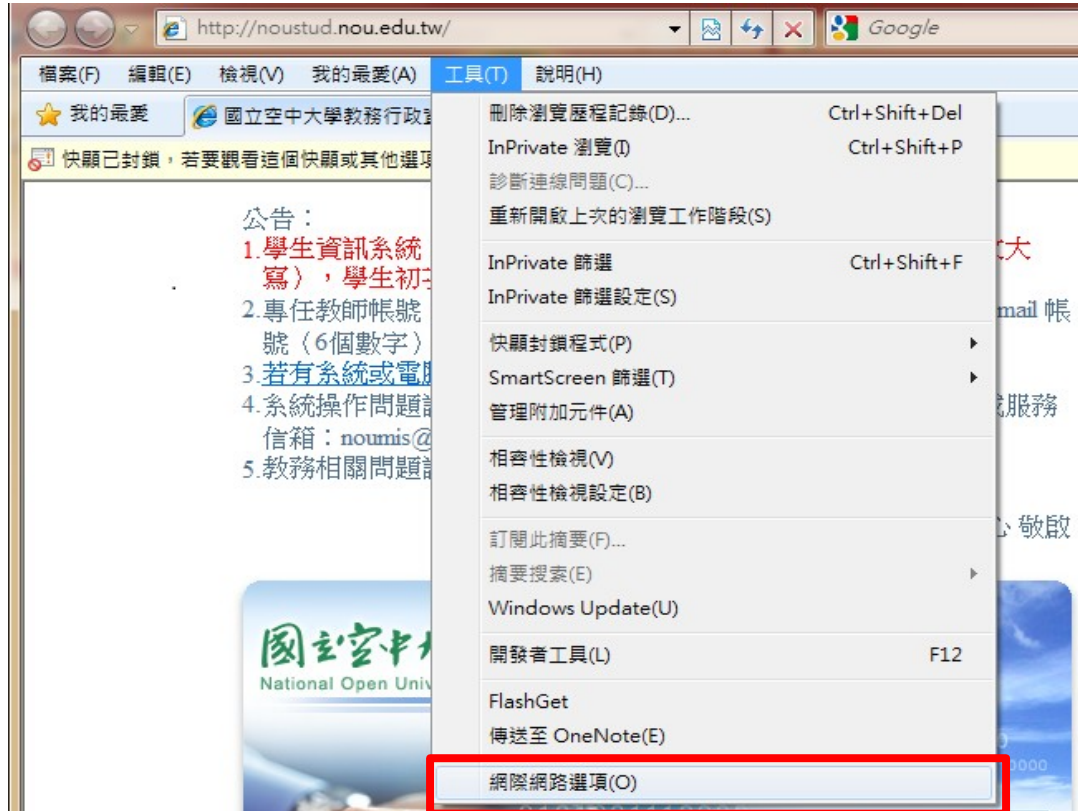 http://noustud.nou.edu.tw/
Google
檔案(F) 編輯(E) 檢視(V) 我的最愛(A) 工具(T) 說明(H)
我的最愛
國立空中大學教務行政
快顯已封鎖，若要觀看這個快顯或其他選項
公告：
1.學生資訊系統
大
寫），學生初
2.專任教師帳號
mail 帳
號（6個數字）
3.若有系統或電腦
4.系統操作問題
服務
信箱：noumis@
5.教務相關問題
心 敬啟
國立空中
National Open Univ
刪除瀏覽歷程記錄(D)... Ctrl+Shift+Del
InPrivate 瀏覽(I) Ctrl+Shift+P
診斷連線問題(C)...
重新開啟上次的瀏覽工作階段(S)
InPrivate 篩選 Ctrl+Shift+F
InPrivate 篩選設定(S)
快顯封鎖程式(P)
SmartScreen 篩選(T)
管理附加元件(A)
相容性檢視(V)
相容性檢視設定(B)
訂閱此摘要(F)...
摘要搜索(E)
Windows Update(U)
開發者工具(L) F12
FlashGet
傳送至 OneNote(E)
網際網路選項(O)